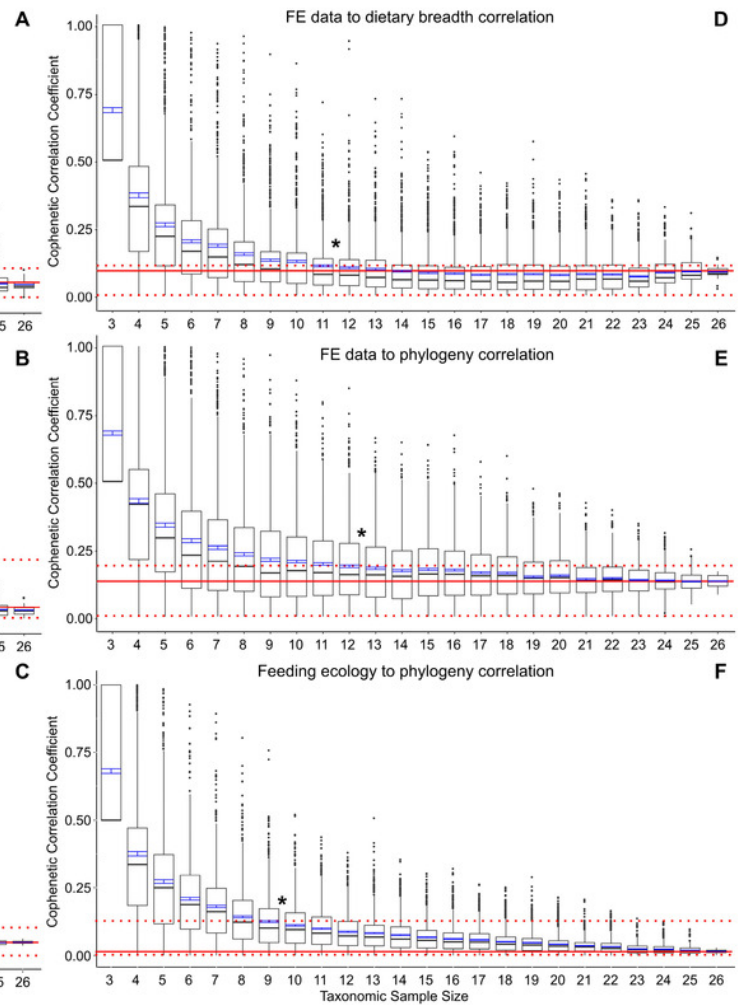 A FE data to dietary breadth correlation D
Cophenetic Correlation Coefficient
1.00
0.75
0.50
0.25
0.00
*
5 26
3 4 5 6 7 8 9 10 11 12 13 14 15 16 17 18 19 20 21 22 23 24 25 26
B FE data to phylogeny correlation E
Cophenetic Correlation Coefficient
1.00
0.75
0.50
0.25
0.00
*
5 26
3 4 5 6 7 8 9 10 11 12 13 14 15 16 17 18 19 20 21 22 23 24 25 26
C Feeding ecology to phylogeny correlation F
Cophenetic Correlation Coefficient
1.00
0.75
0.50
0.25
0.00
*
5 26
3 4 5 6 7 8 9 10 11 12 13 14 15 16 17 18 19 20 21 22 23 24 25 26
Taxonomic Sample Size